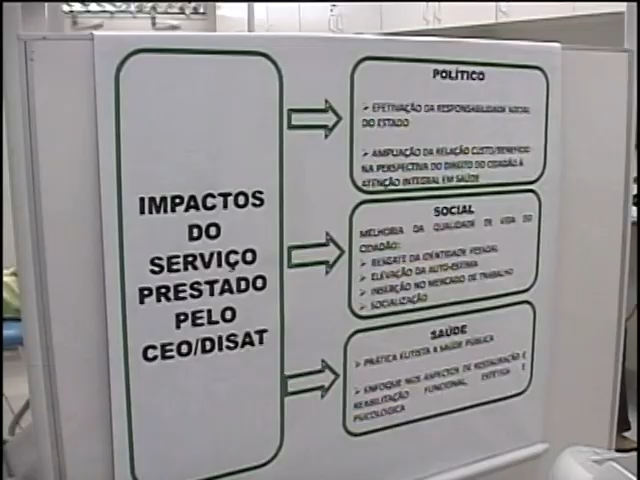 IMPACTOS
DO
SERVIÇO
PRESTADO
PELO
CEO/DISAT
POLÍTICO
➢ EFETIVAÇÃO DA RESPONSABILIDADE SOCIAL
DO ESTADO
➢ AMPLIAÇÃO DA RELAÇÃO CUSTO/BENEFÍCIO
NA PERSPECTIVA DO DIREITO DO CIDADÃO A
ATENÇÃO INTEGRAL EM SAÚDE
SOCIAL
MELHORIA DA QUALIDADE DE VIDA DO
CIDADÃO:
➢ RESGATE DA IDENTIDADE PESSOAL
➢ ELEVAÇÃO DA AUTO-ESTIMA
➢ INSERÇÃO NO MERCADO DE TRABALHO
➢ SOCIALIZAÇÃO
SAÚDE
➢ PRÁTICA ELITISTA A SAÚDE PÚBLICA
➢ ENFOQUE NOS ASPECTOS DE RESTAURAÇÃO E
REABILITAÇÃO FUNCIONAL, ESTÉTICA E
PSICOLÓGICA